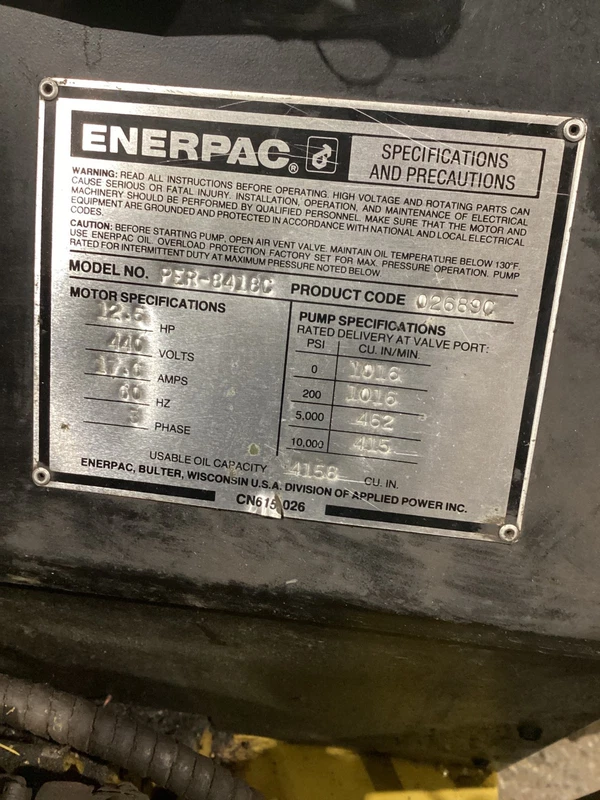 ENERPAC®
SPECIFICATIONS
AND PRECAUTIONS
WARNING: READ ALL INSTRUCTIONS BEFORE OPERATING. HIGH VOLTAGE AND ROTATING PARTS CAN
CAUSE SERIOUS OR FATAL INJURY. INSTALLATION, OPERATION, AND MAINTENANCE OF ELECTRICAL
MACHINERY SHOULD BE PERFORMED BY QUALIFIED PERSONNEL. MAKE SURE THAT THE MOTOR AND
EQUIPMENT ARE GROUNDED AND PROTECTED IN ACCORDANCE WITH NATIONAL AND LOCAL ELECTRICAL
CODES.
CAUTION: BEFORE STARTING PUMP, OPEN AIR VENT VALVE. MAINTAIN OIL TEMPERATURE BELOW 130°F.
USE ENERPAC OIL. OVERLOAD PROTECTION FACTORY SET FOR MAX. PRESSURE OPERATION. PUMP
RATED FOR INTERMITTENT DUTY AT MAXIMUM PRESSURE NOTED BELOW.
MODEL NO. PER-8418C PRODUCT CODE
MOTOR SPECIFICATIONS
12.5 HP
440 VOLTS
AMPS
60 HZ
3 PHASE
PUMP SPECIFICATIONS
RATED DELIVERY AT VALVE PORT:
PSI CU. IN/MIN.
0 1016
200 1016
5,000 462
10,000 415
USABLE OIL CAPACITY 4158 CU. IN.
ENERPAC, BULTER, WISCONSIN U.S.A. DIVISION OF APPLIED POWER INC.
026